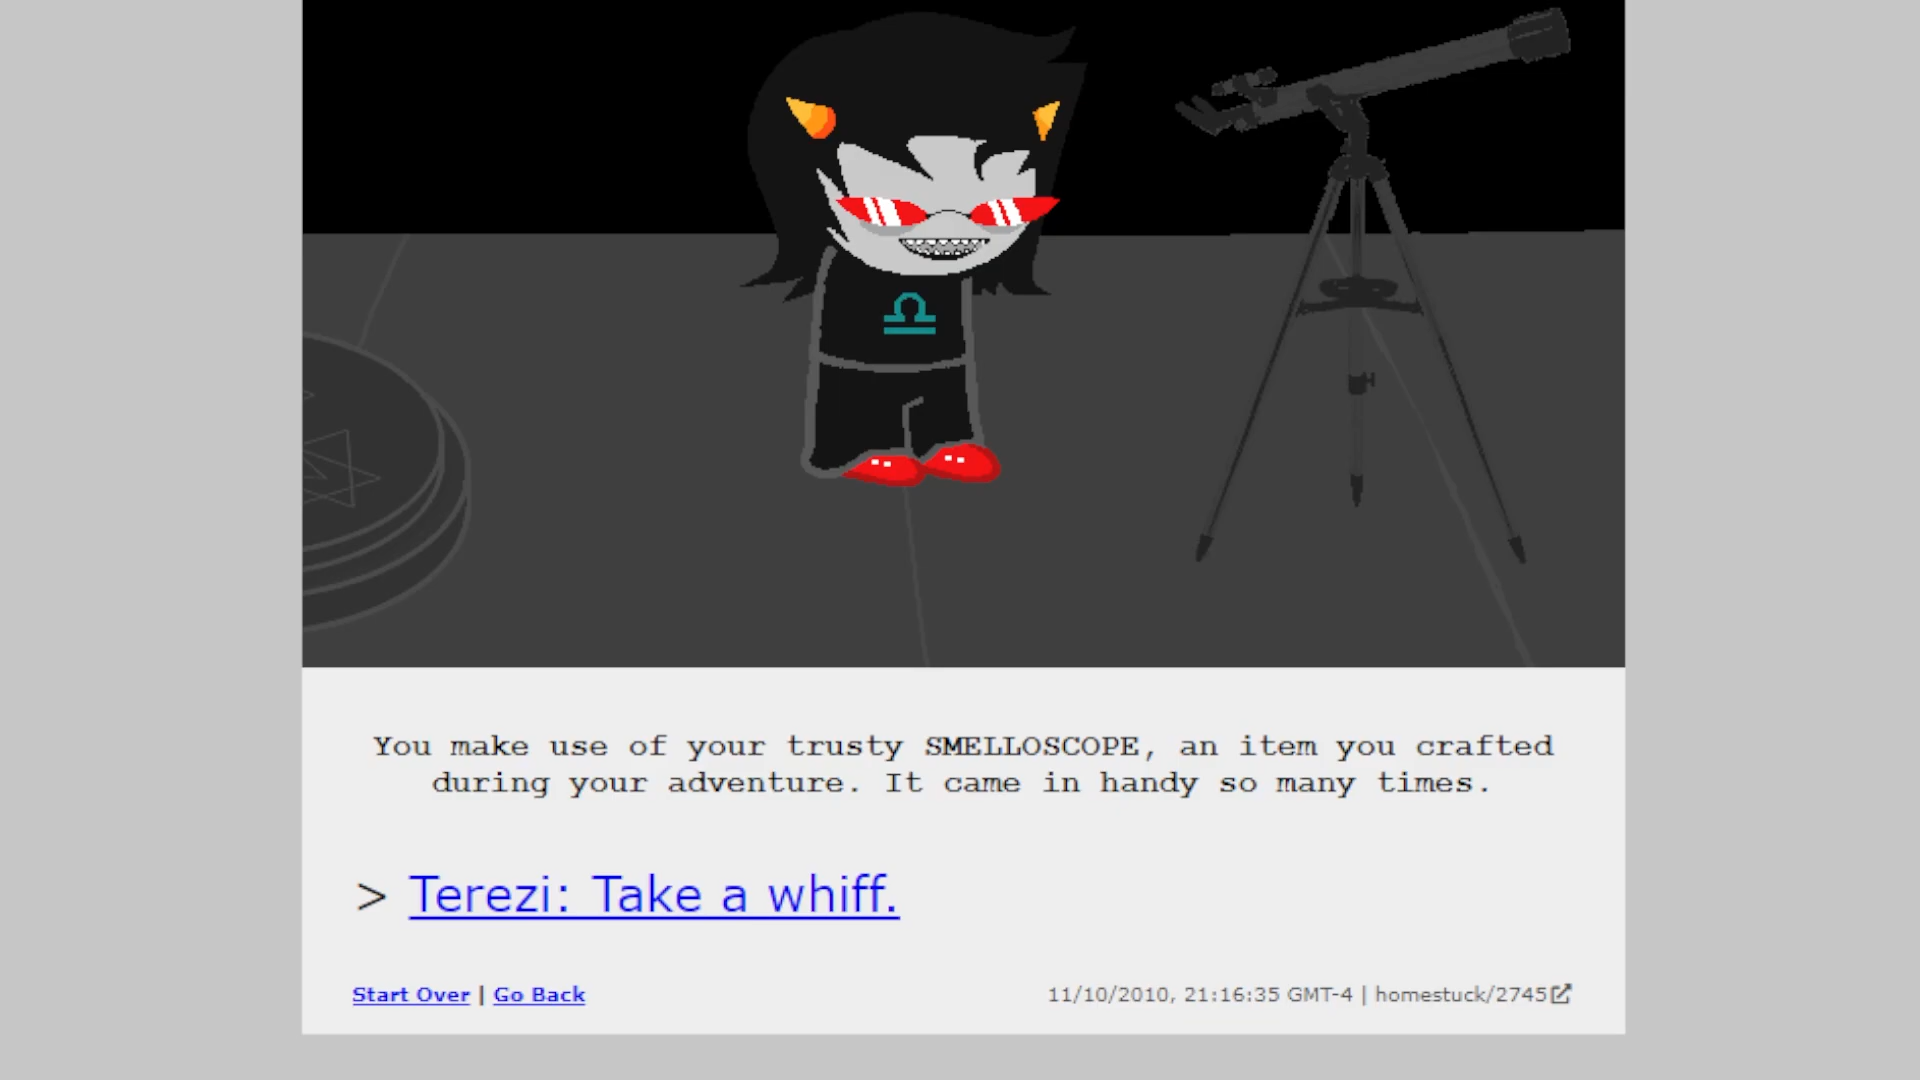 You make use of your trusty SMELLOSCOPE, an item you crafted
during your adventure. It came in handy so many times.
> Terezi: Take a whiff.
Start Over | Go Back
11/10/2010, 21:16:35 GMT-4 | homestuck/2745